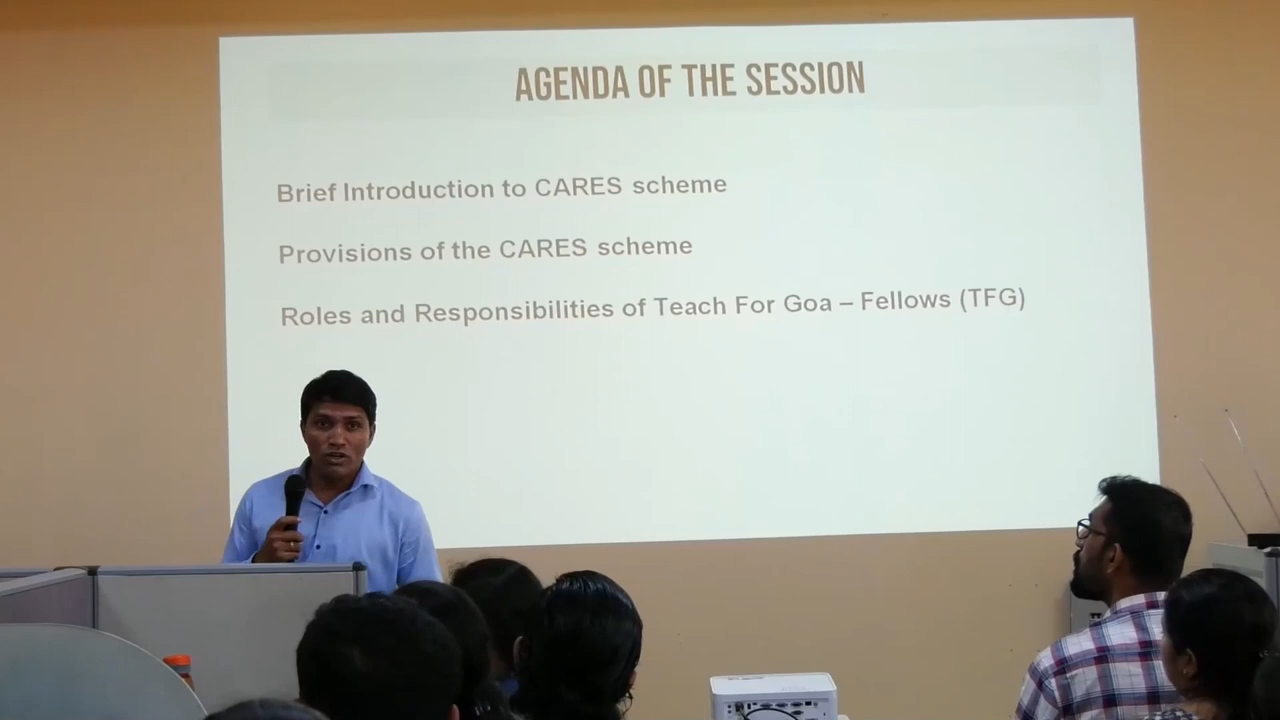 AGENDA OF THE SESSION
Brief Introduction to CARES scheme
Provisions of the CARES scheme
Roles and Responsibilities of Teach For Goa – Fellows (TFG)